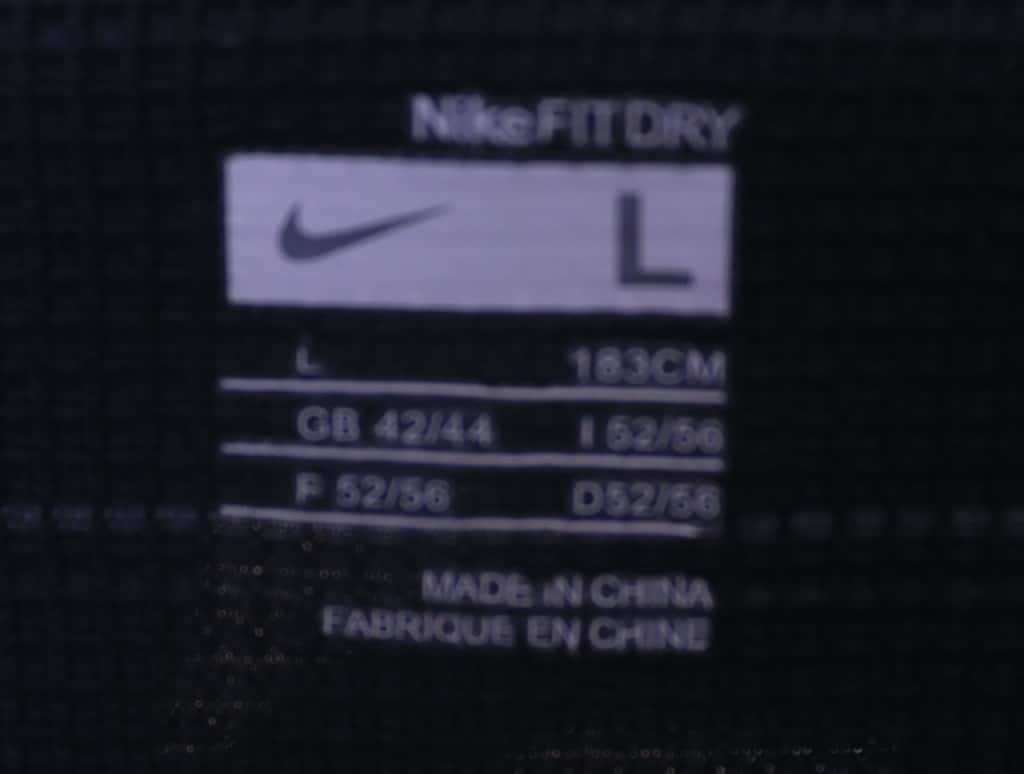 NikeFITDRY
L
L 183CM
GB 42/44 I 52/56
F 52/56 D52/56
MADE IN CHINA
FABRIQUE EN CHINE